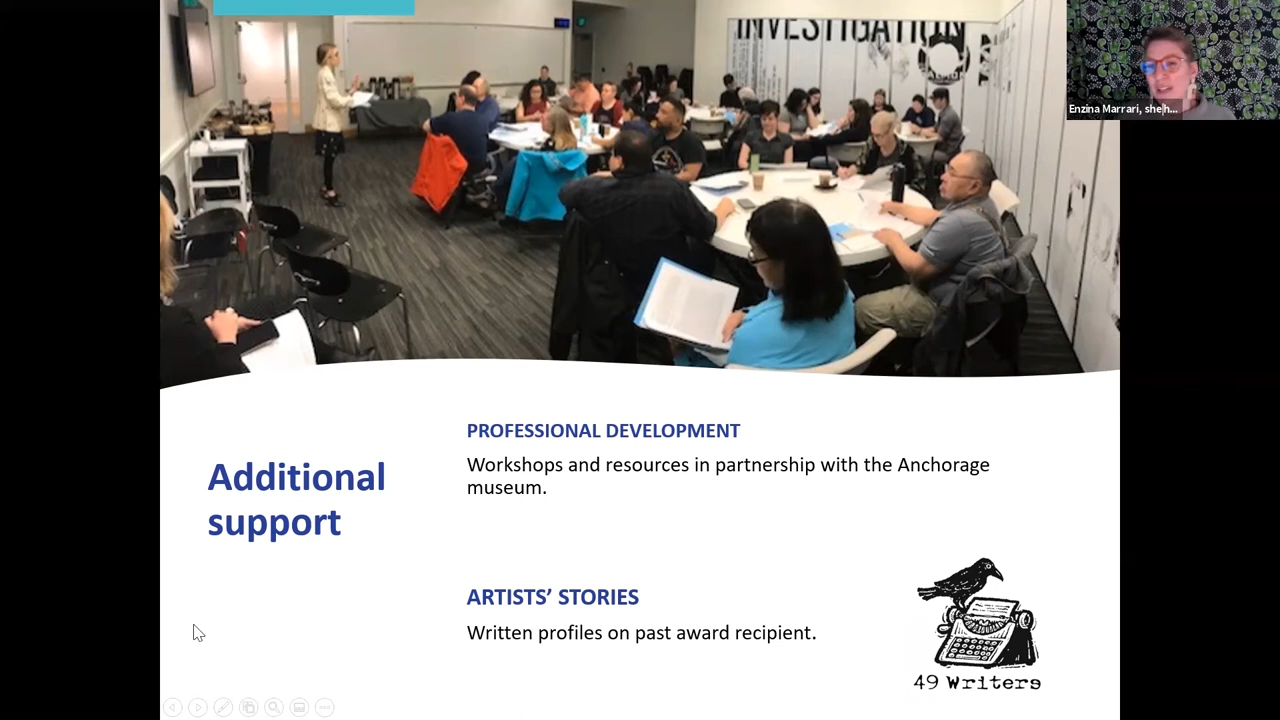 INVESTIGATION
Enzina Marrari, she|h...
PROFESSIONAL DEVELOPMENT
Workshops and resources in partnership with the Anchorage
museum.
Additional
support
ARTISTS’ STORIES
Written profiles on past award recipient.
49 Writers